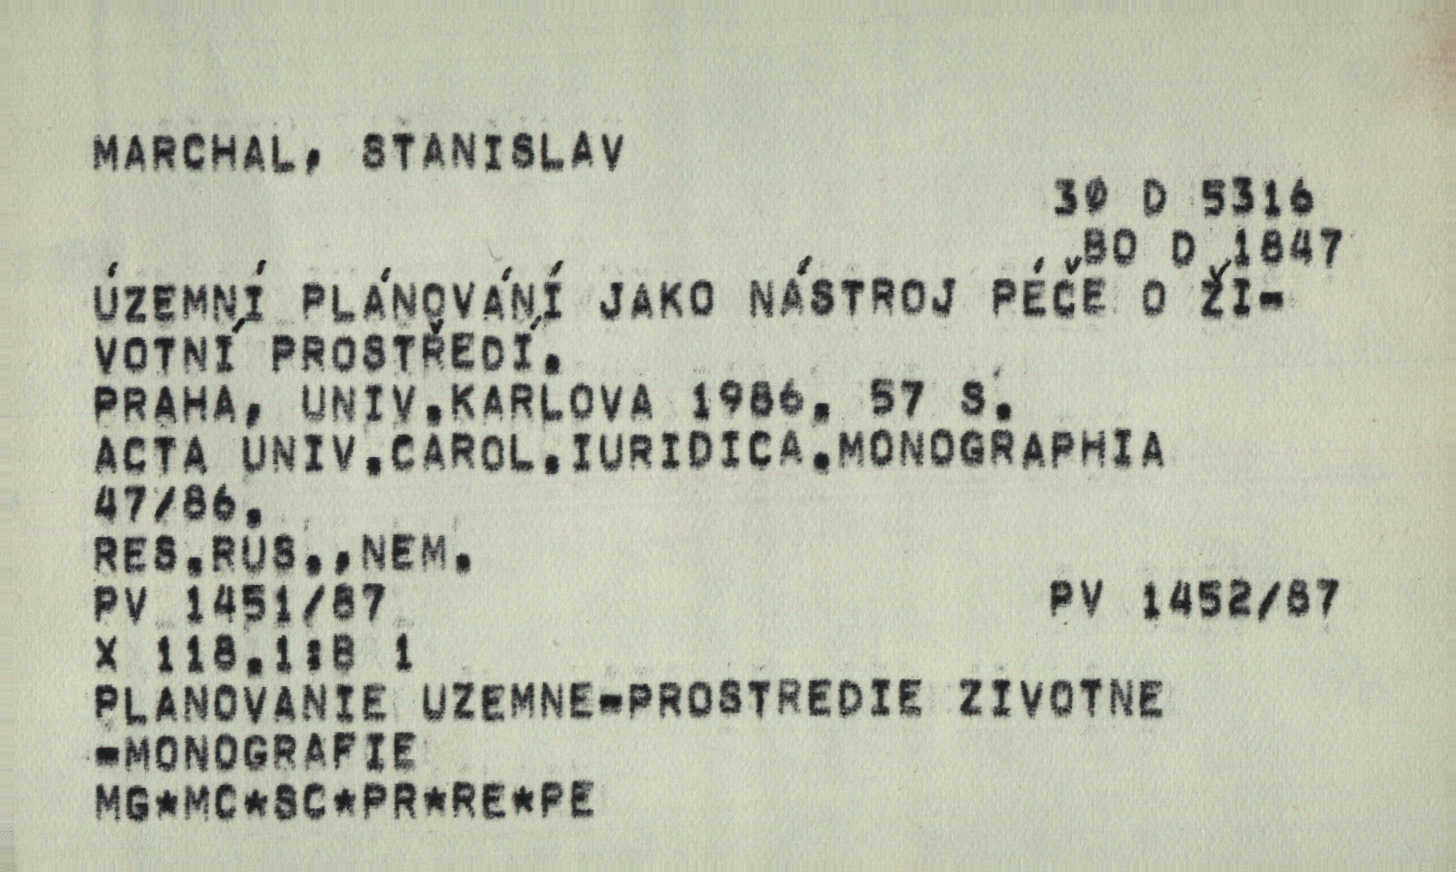 MARCHAL, STANISLAV
30 D 5316
BO D 1847
ÚZEMNÍ PLÁNOVÁNÍ JAKO NÁSTROJ PÉČE O ŽI-
VOTNÍ PROSTŘEDÍ.
PRAHA, UNIV.KARLOVA 1986. 57 S.
ACTA UNIV.CAROL.IURIDICA.MONOGRAPHIA
47/86.
RES.RUS.,NEM.
PV 1451/87 PV 1452/87
X 118.1:B 1
PLANOVANIE UZEMNE-PROSTREDIE ZIVOTNE
-MONOGRAFIE
MG*MC*SC*PR*RE*PE